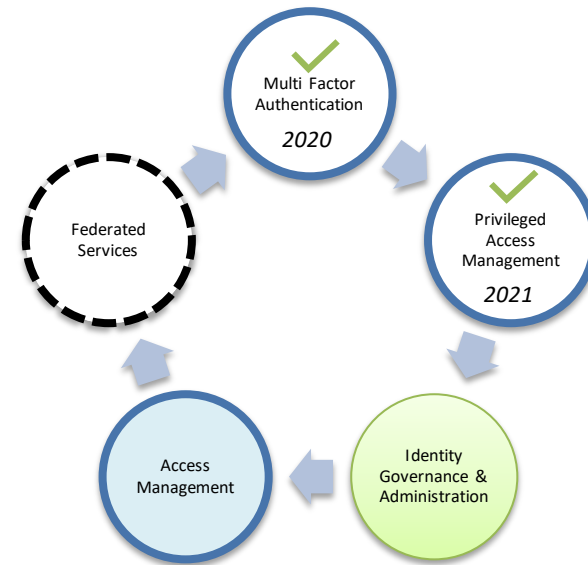 Multi Factor
Authentication
2020
Privileged
Access
Management
2021
Identity
Governance &
Administration
Access
Management
Federated
Services